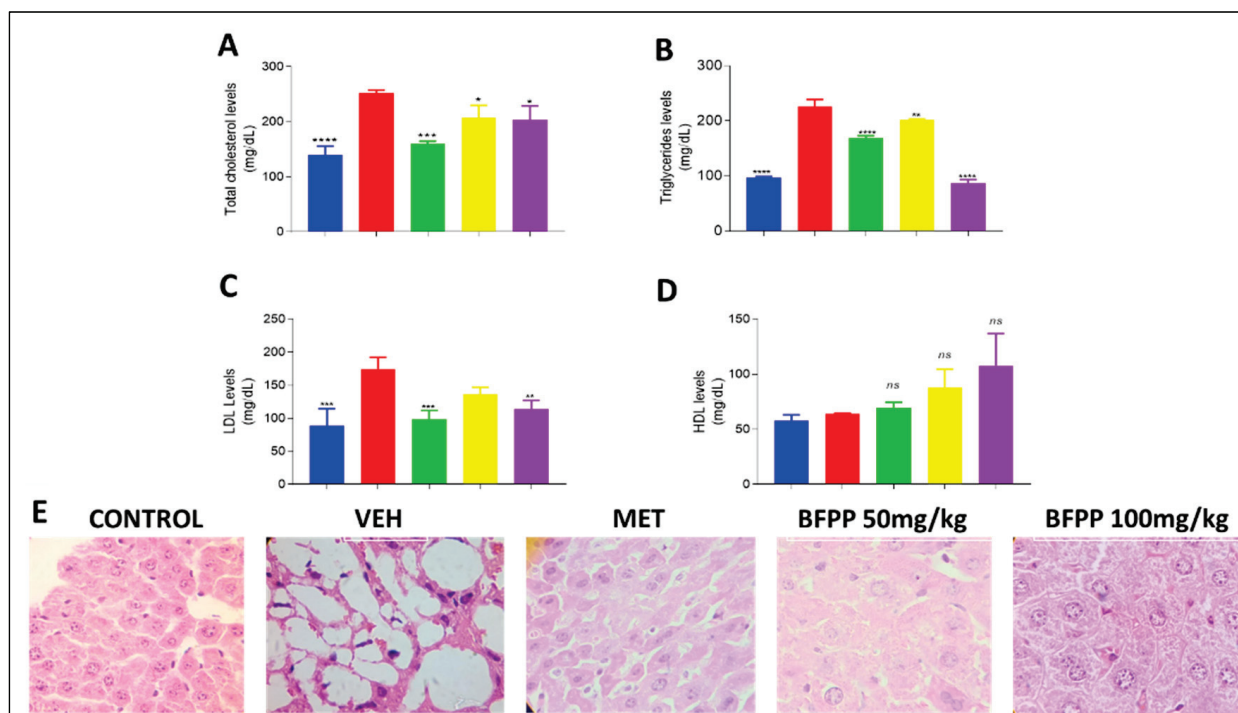 A
Total cholesterol levels
(mg/dL)
300
200
100
0
****
***
*
*
B
Triglycerides levels
(mg/dL)
300
200
100
0
****
****
**
****
C
LDL Levels
(mg/dL)
250
200
150
100
50
0
***
***
**
D
HDL levels
(mg/dL)
150
100
50
0
ns
ns
ns
E
CONTROL
VEH
MET
BFPP 50mg/kg
BFPP 100mg/kg